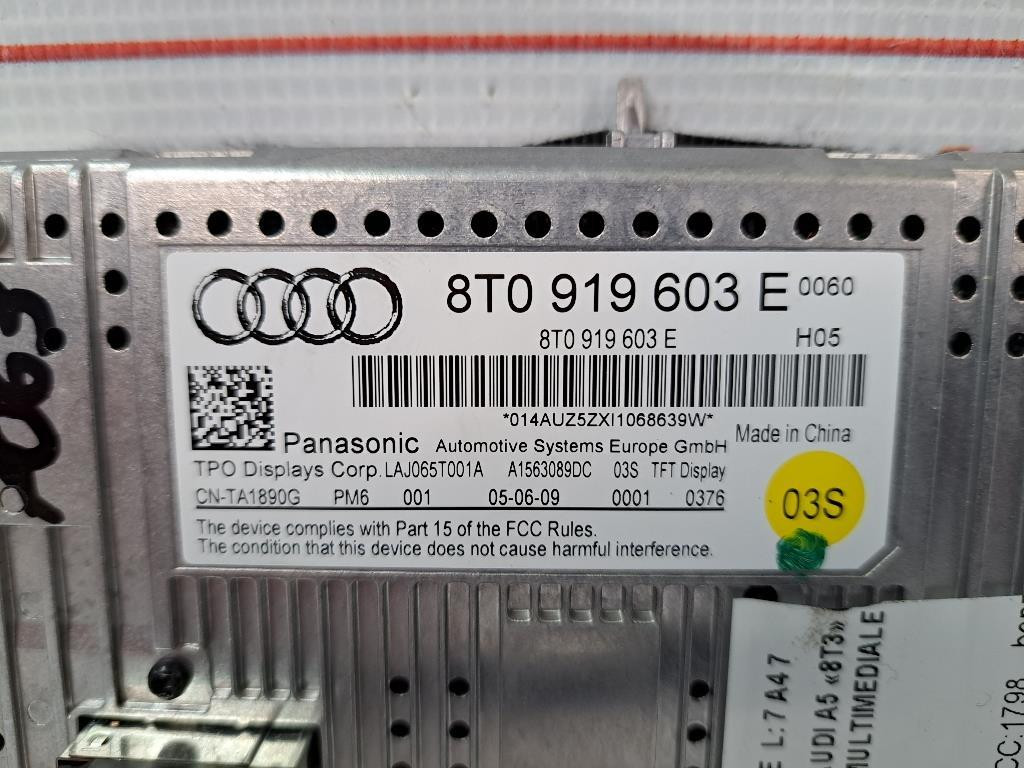 8T0 919 603 E 0060
8T0 919 603 E H05
*014AUZ5ZXI1068639W*
Panasonic Automotive Systems Europe GmbH Made in China
TPO Displays Corp. LAJ065T001A A1563089DC 03S TFT Display
CN-TA1890G PM6 001 05-06-09 0001 0376
03S
The device complies with Part 15 of the FCC Rules.
The condition that this device does not cause harmful interference.
L:7 A47
A5 «8T3»
MULTIMEDIALE
CC:1798